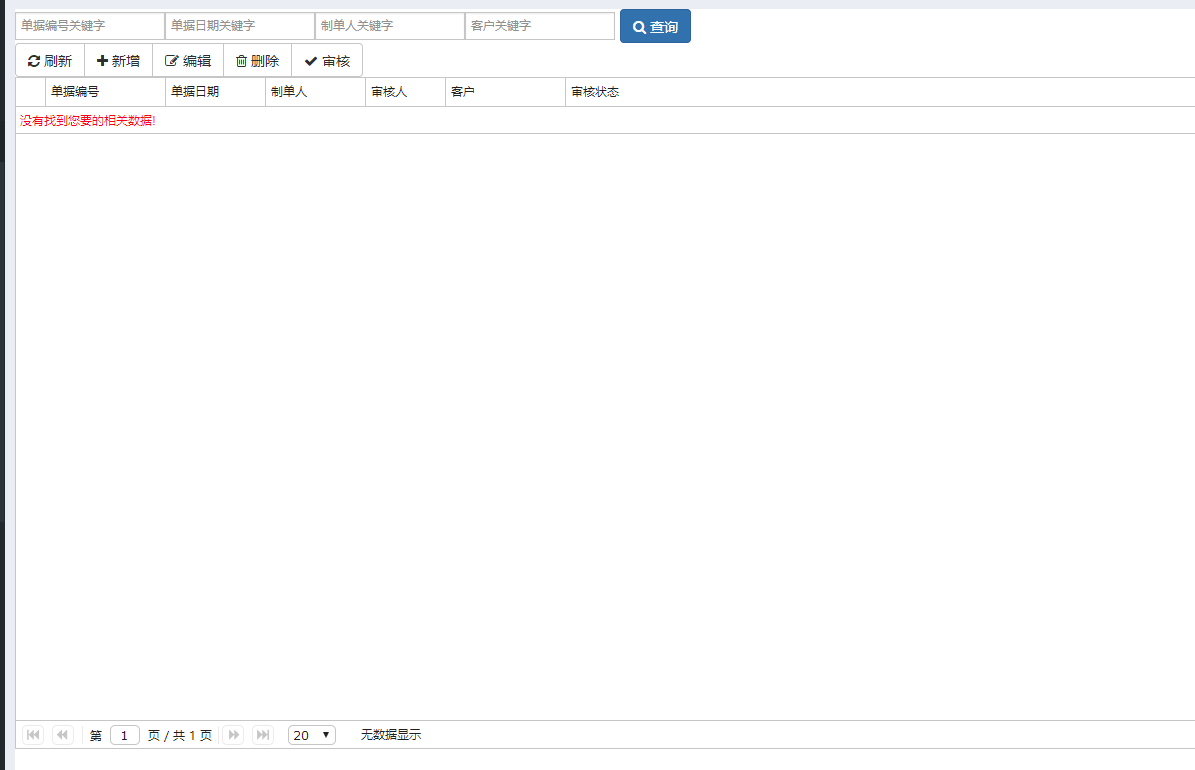 单据编号关键字 单据日期关键字 制单人关键字 客户关键字 查询
刷新 新增 编辑 删除 审核
单据编号 单据日期 制单人 审核人 客户 审核状态
没有找到您要的相关数据!
第 1 页 / 共 1 页 20 无数据显示